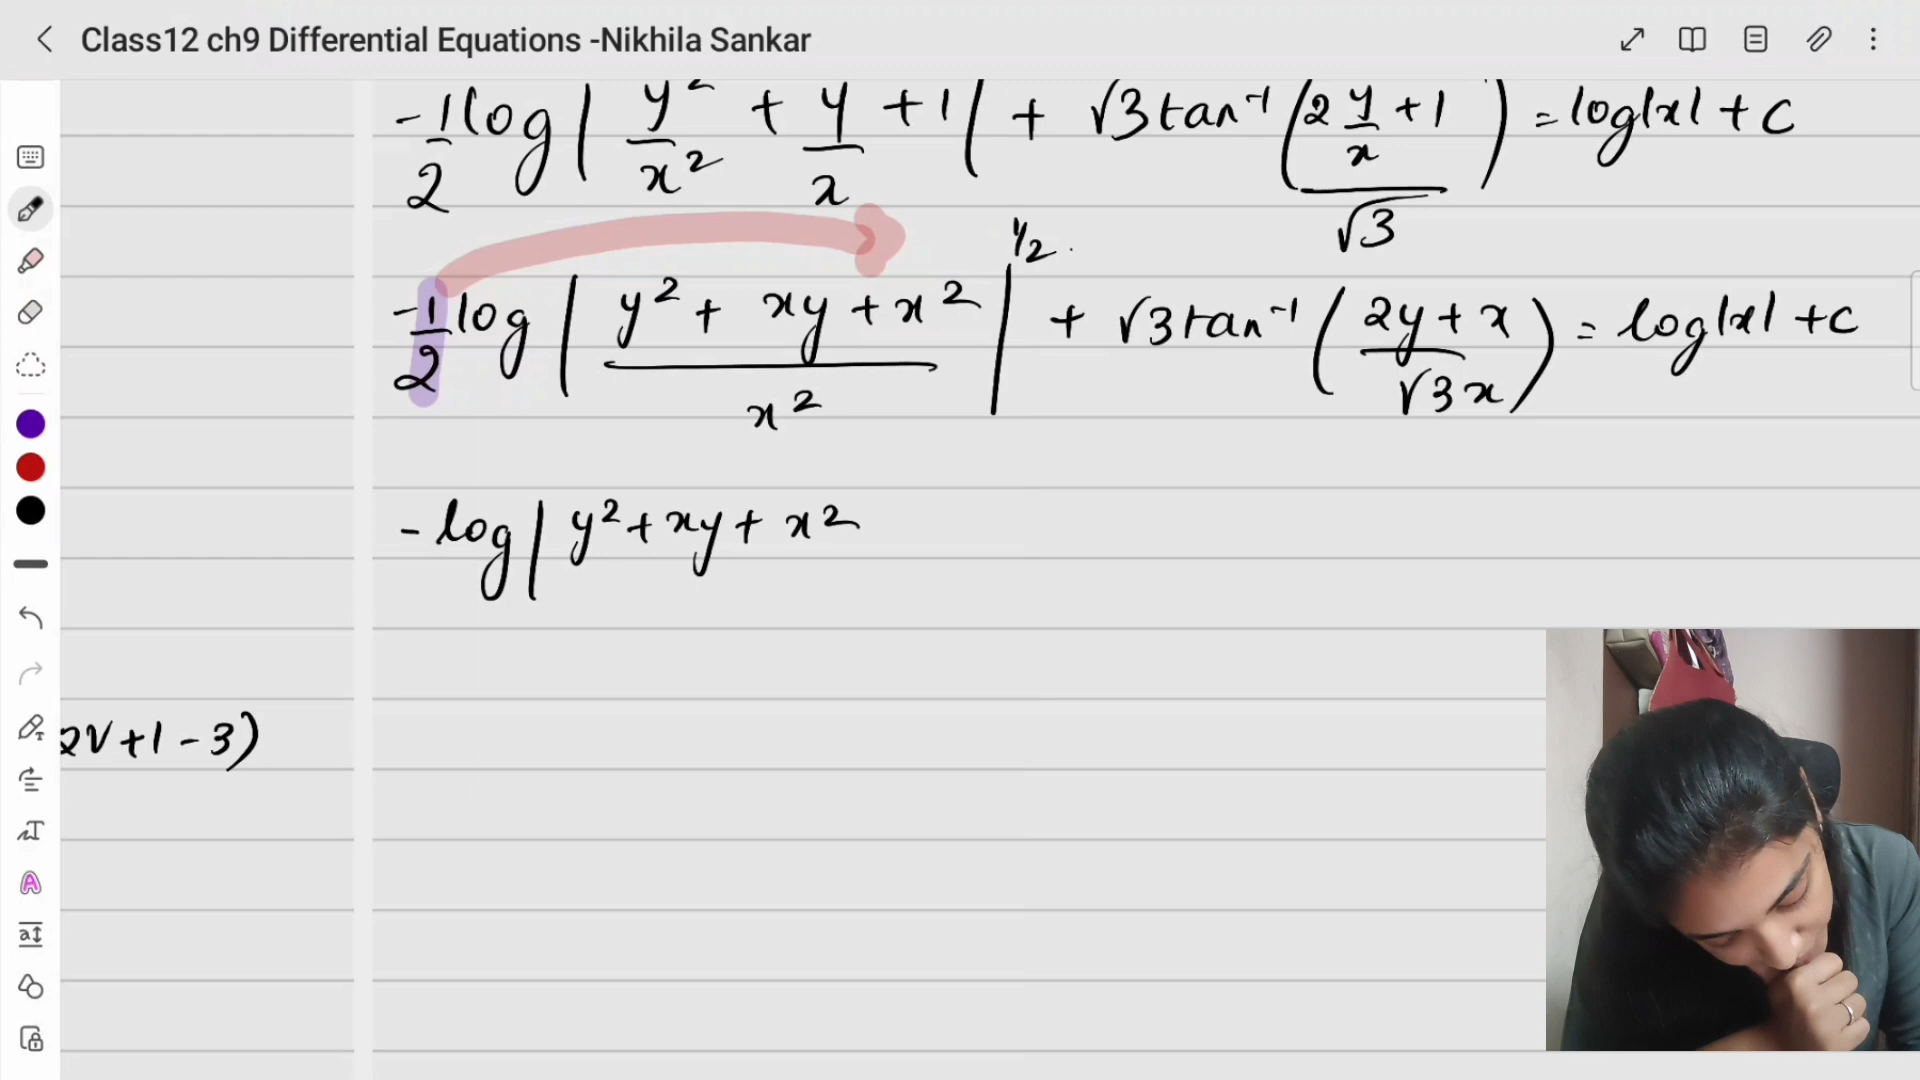 Class12 ch9 Differential Equations -Nikhila Sankar
-1/2 log | y²/x² + y/x + 1 | + √3 tan⁻¹ ((2 y/x + 1)/√3) = log|x| + C
-1/2 log | (y² + xy + x²)/x² |^1/2 + √3 tan⁻¹ ((2y + x)/(√3 x)) = log|x| + C
- log | y² + xy + x²
2V + 1 - 3)